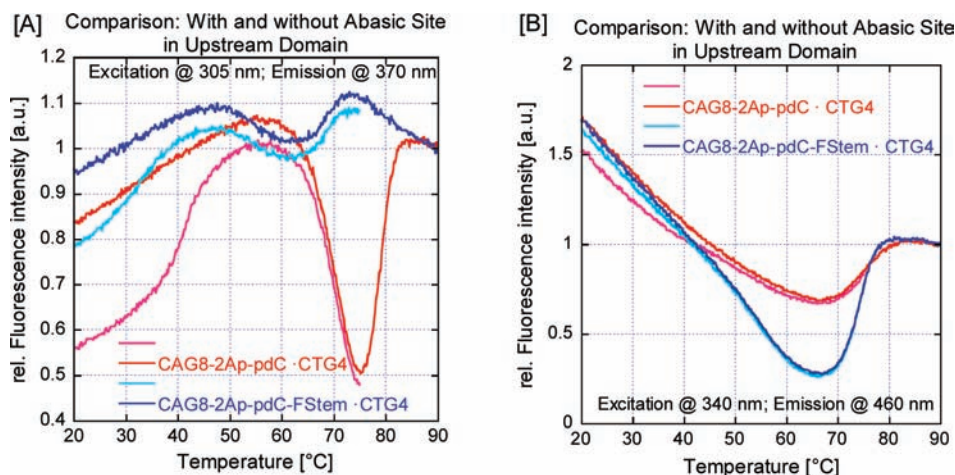 [A]
Comparison: With and without Abasic Site
in Upstream Domain
Excitation @ 305 nm; Emission @ 370 nm
rel. Fluorescence intensity [a.u.]
1.2
1.1
1
0.9
0.8
0.7
0.6
0.5
0.4
CAG8-2Ap-pdC · CTG4
CAG8-2Ap-pdC-FStem · CTG4
20 30 40 50 60 70 80 90
Temperature [°C]
[B]
Comparison: With and without Abasic Site
in Upstream Domain
rel. Fluorescence intensity [a.u.]
2
1.5
1
0.5
0
CAG8-2Ap-pdC · CTG4
CAG8-2Ap-pdC-FStem · CTG4
Excitation @ 340 nm; Emission @ 460 nm
20 30 40 50 60 70 80 90
Temperature [°C]